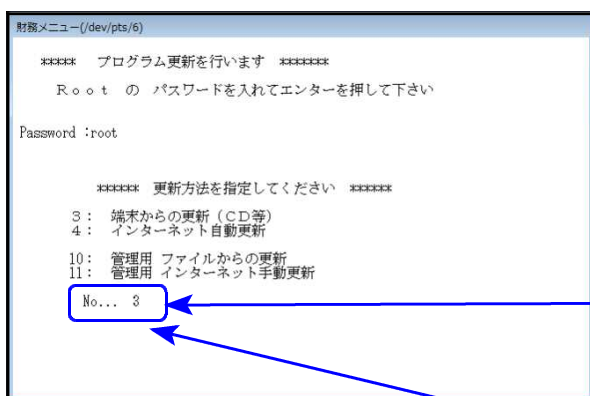 財務メニュー(/dev/pts/6)
***** プログラム更新を行います *******
Ｒｏｏｔ の パスワードを入れてエンターを押して下さい
Password :root
****** 更新方法を指定してください ******
3： 端末からの更新（ＣＤ等）
4： インターネット自動更新
10： 管理用 ファイルからの更新
11： 管理用 インターネット手動更新
No... 3